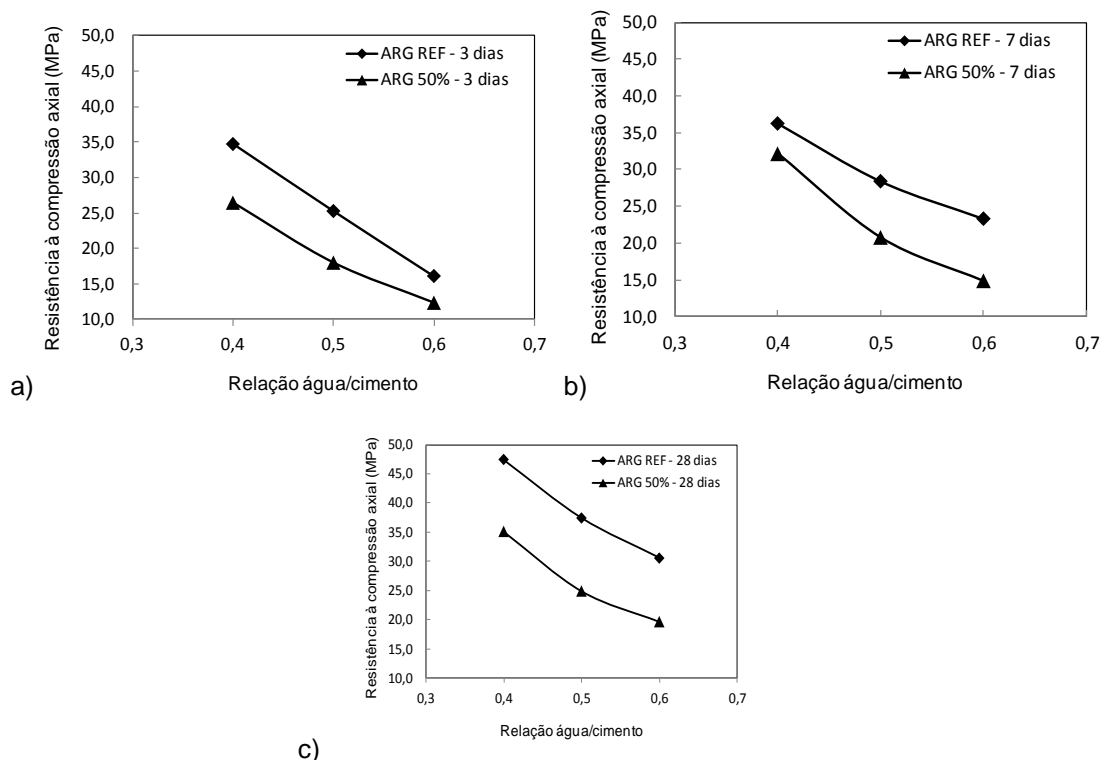 50,0
45,0
40,0
35,0
30,0
25,0
20,0
15,0
10,0
0,3 0,4 0,5 0,6 0,7
Resistência à compressão axial (MPa)
Relação água/cimento
ARG REF - 3 dias
ARG 50% - 3 dias
a)
50,0
45,0
40,0
35,0
30,0
25,0
20,0
15,0
10,0
0,3 0,4 0,5 0,6 0,7
Resistência à compressão axial (MPa)
Relação água/cimento
ARG REF - 7 dias
ARG 50% - 7 dias
b)
50,0
45,0
40,0
35,0
30,0
25,0
20,0
15,0
10,0
0,3 0,4 0,5 0,6 0,7
Resistência à compressão axial (MPa)
Relação água/cimento
ARG REF - 28 dias
ARG 50% - 28 dias
c)